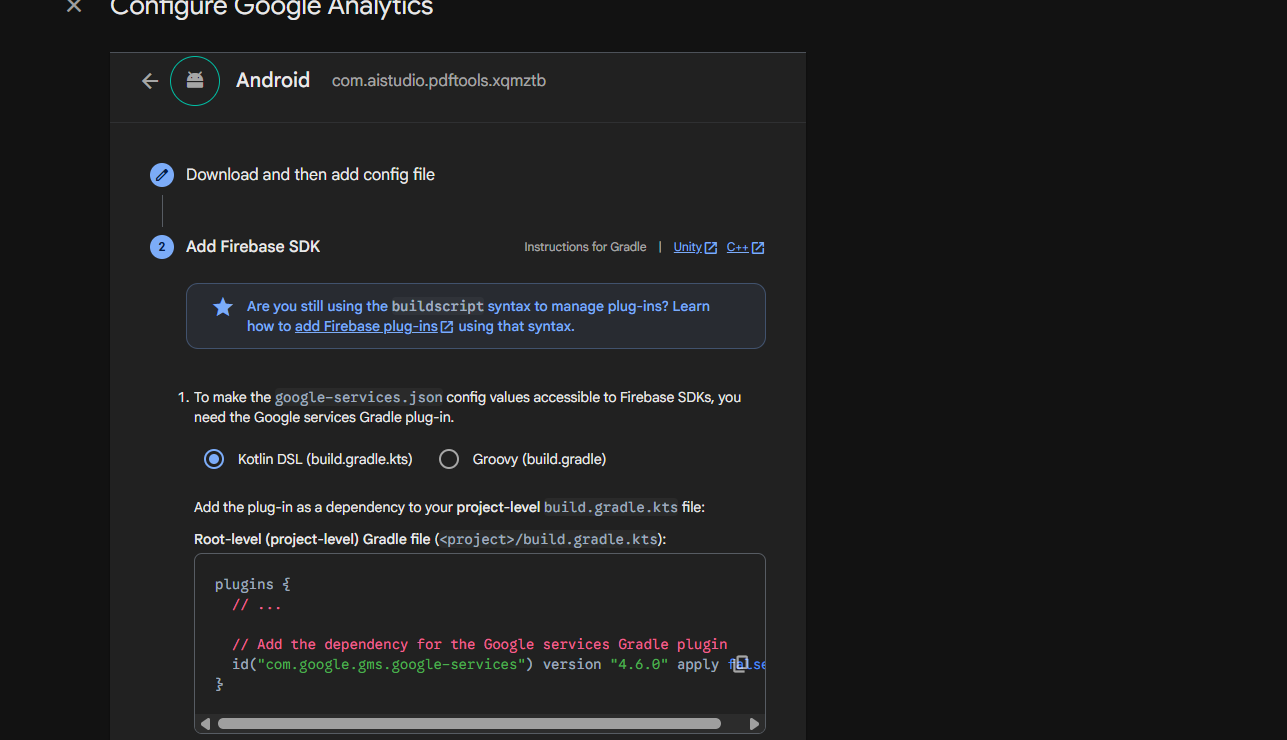 Configure Google Analytics
Android com.aistudio.pdftools.xqmztb
Download and then add config file
2 Add Firebase SDK Instructions for Gradle | Unity C++
Are you still using the buildscript syntax to manage plug-ins? Learn
how to add Firebase plug-ins using that syntax.
1. To make the google-services.json config values accessible to Firebase SDKs, you
need the Google services Gradle plug-in.
Kotlin DSL (build.gradle.kts) Groovy (build.gradle)
Add the plug-in as a dependency to your project-level build.gradle.kts file:
Root-level (project-level) Gradle file (<project>/build.gradle.kts):
plugins {
// ...
// Add the dependency for the Google services Gradle plugin
id("com.google.gms.google-services") version "4.6.0" apply false
}